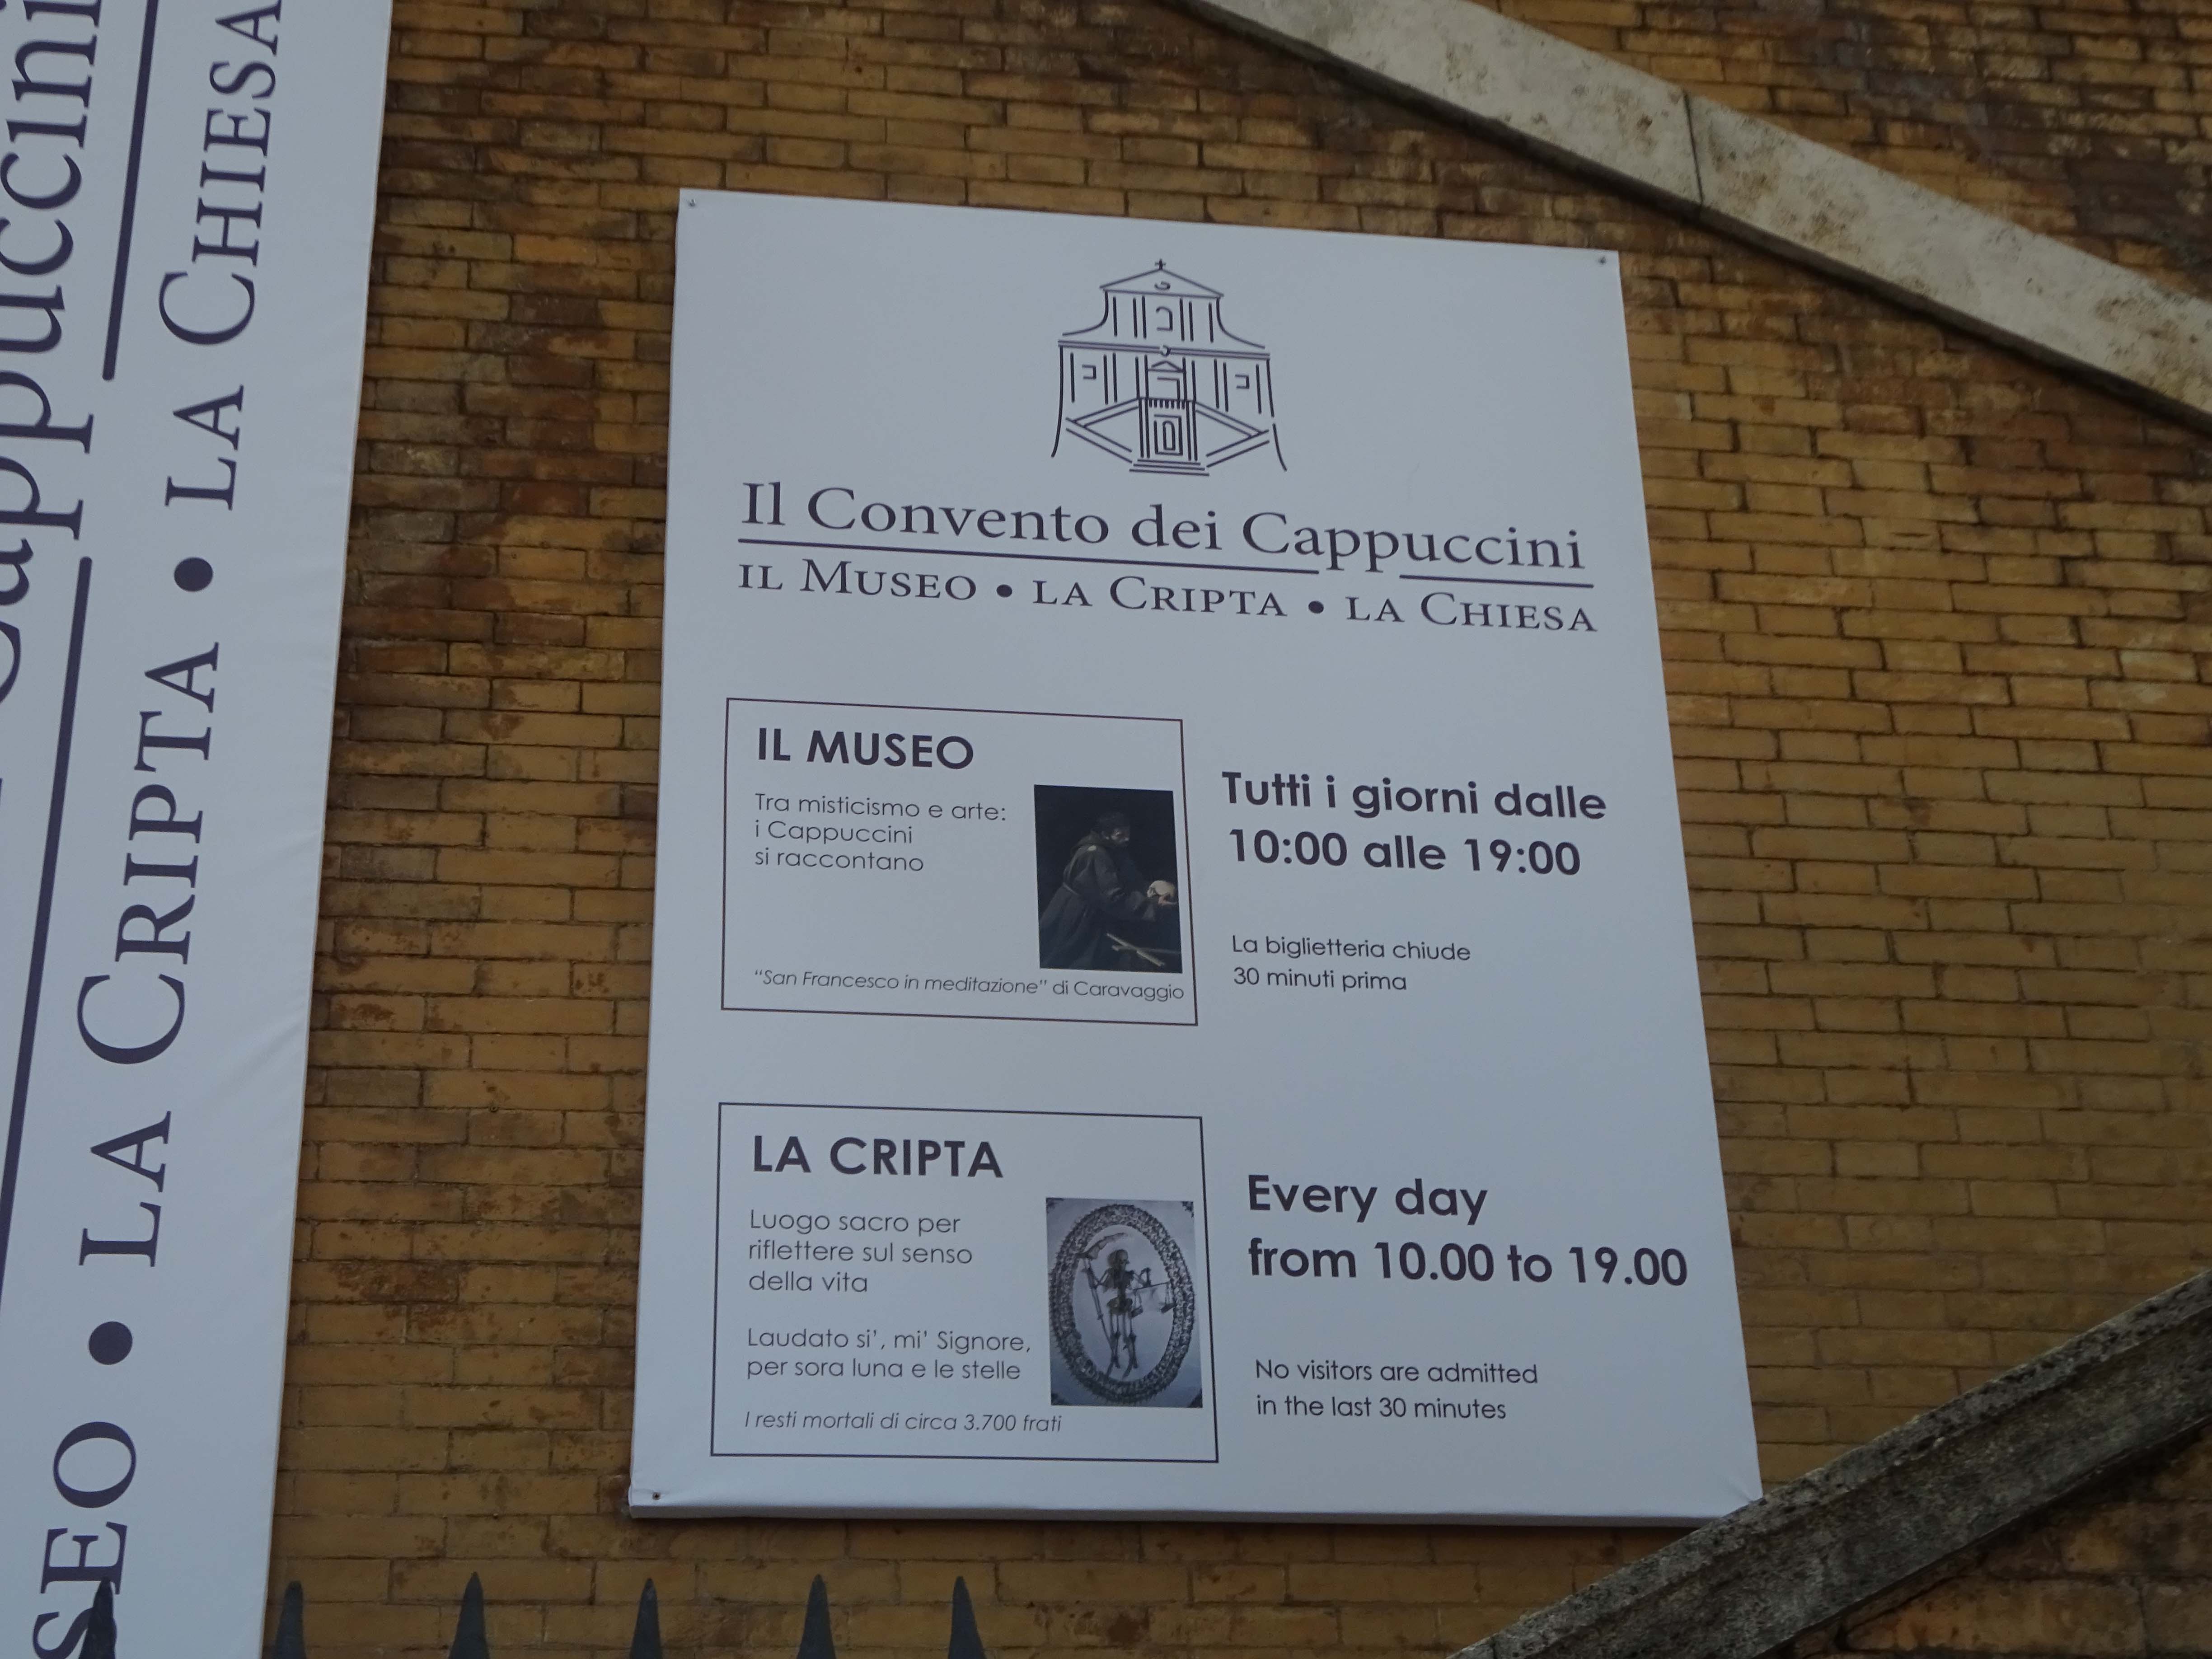 Cappuccini
SEO • LA CRIPTA • LA CHIESA
Il Convento dei Cappuccini
IL MUSEO • LA CRIPTA • LA CHIESA
IL MUSEO
Tra misticismo e arte:
i Cappuccini
si raccontano
"San Francesco in meditazione" di Caravaggio
Tutti i giorni dalle
10:00 alle 19:00
La biglietteria chiude
30 minuti prima
LA CRIPTA
Luogo sacro per
riflettere sul senso
della vita
Laudato si', mi' Signore,
per sora luna e le stelle
I resti mortali di circa 3.700 frati
Every day
from 10.00 to 19.00
No visitors are admitted
in the last 30 minutes